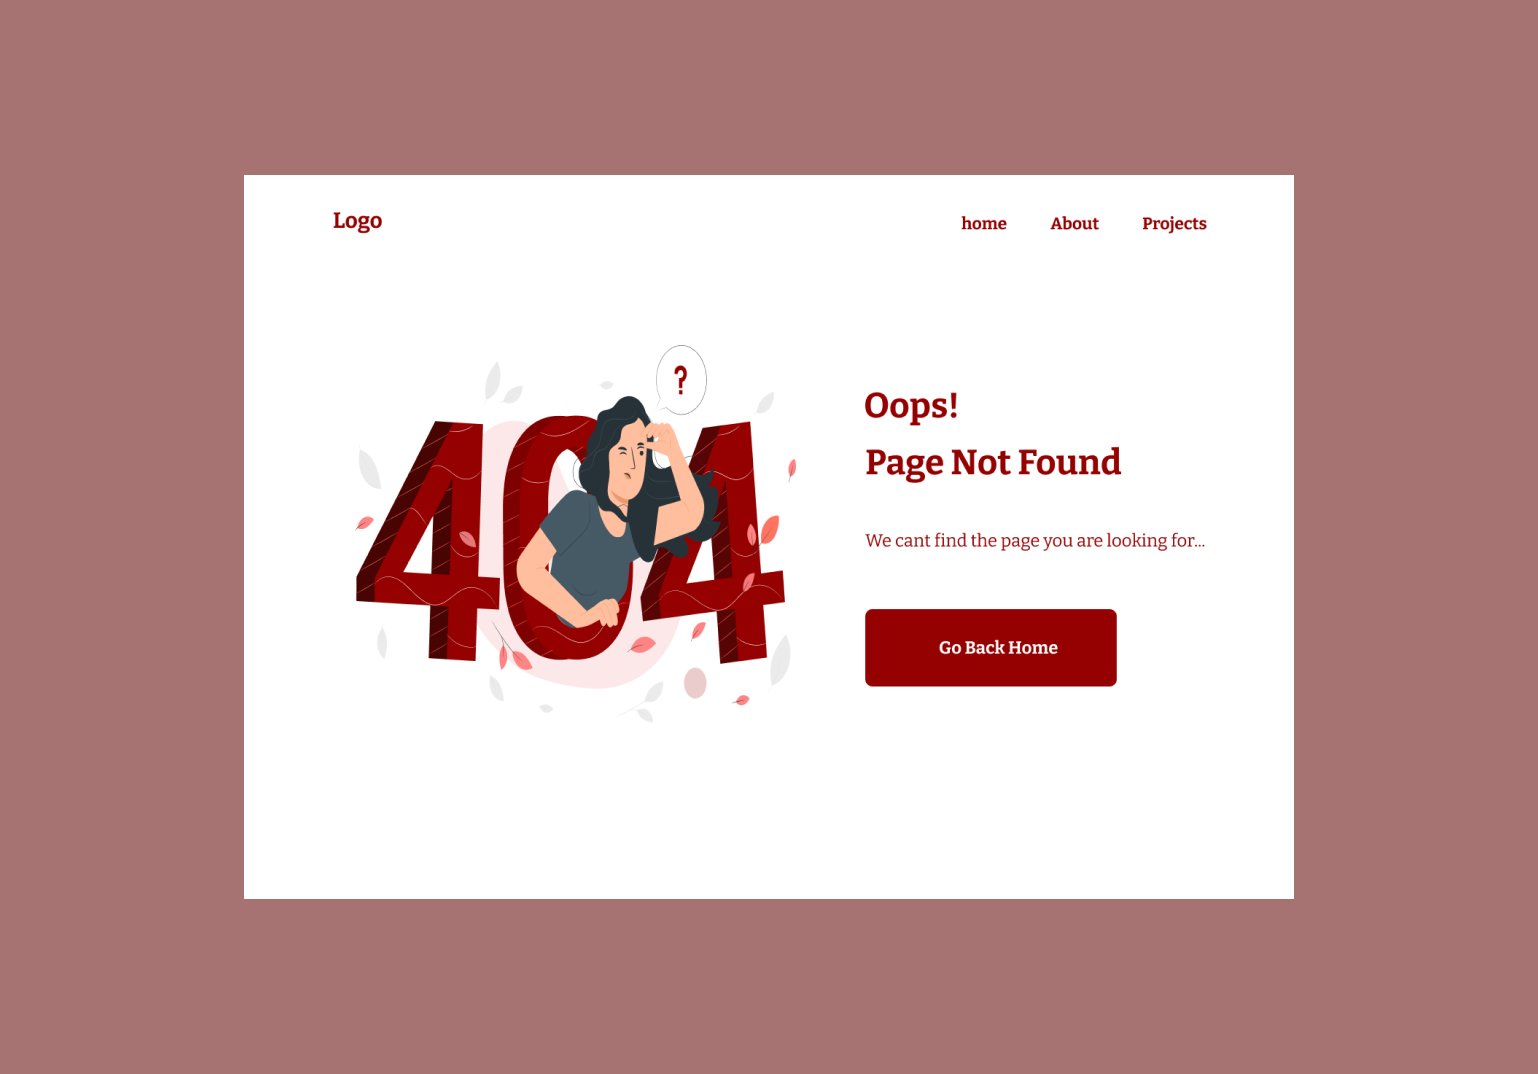 Logo
home About Projects
?
404
Oops!
Page Not Found
We cant find the page you are looking for...
Go Back Home